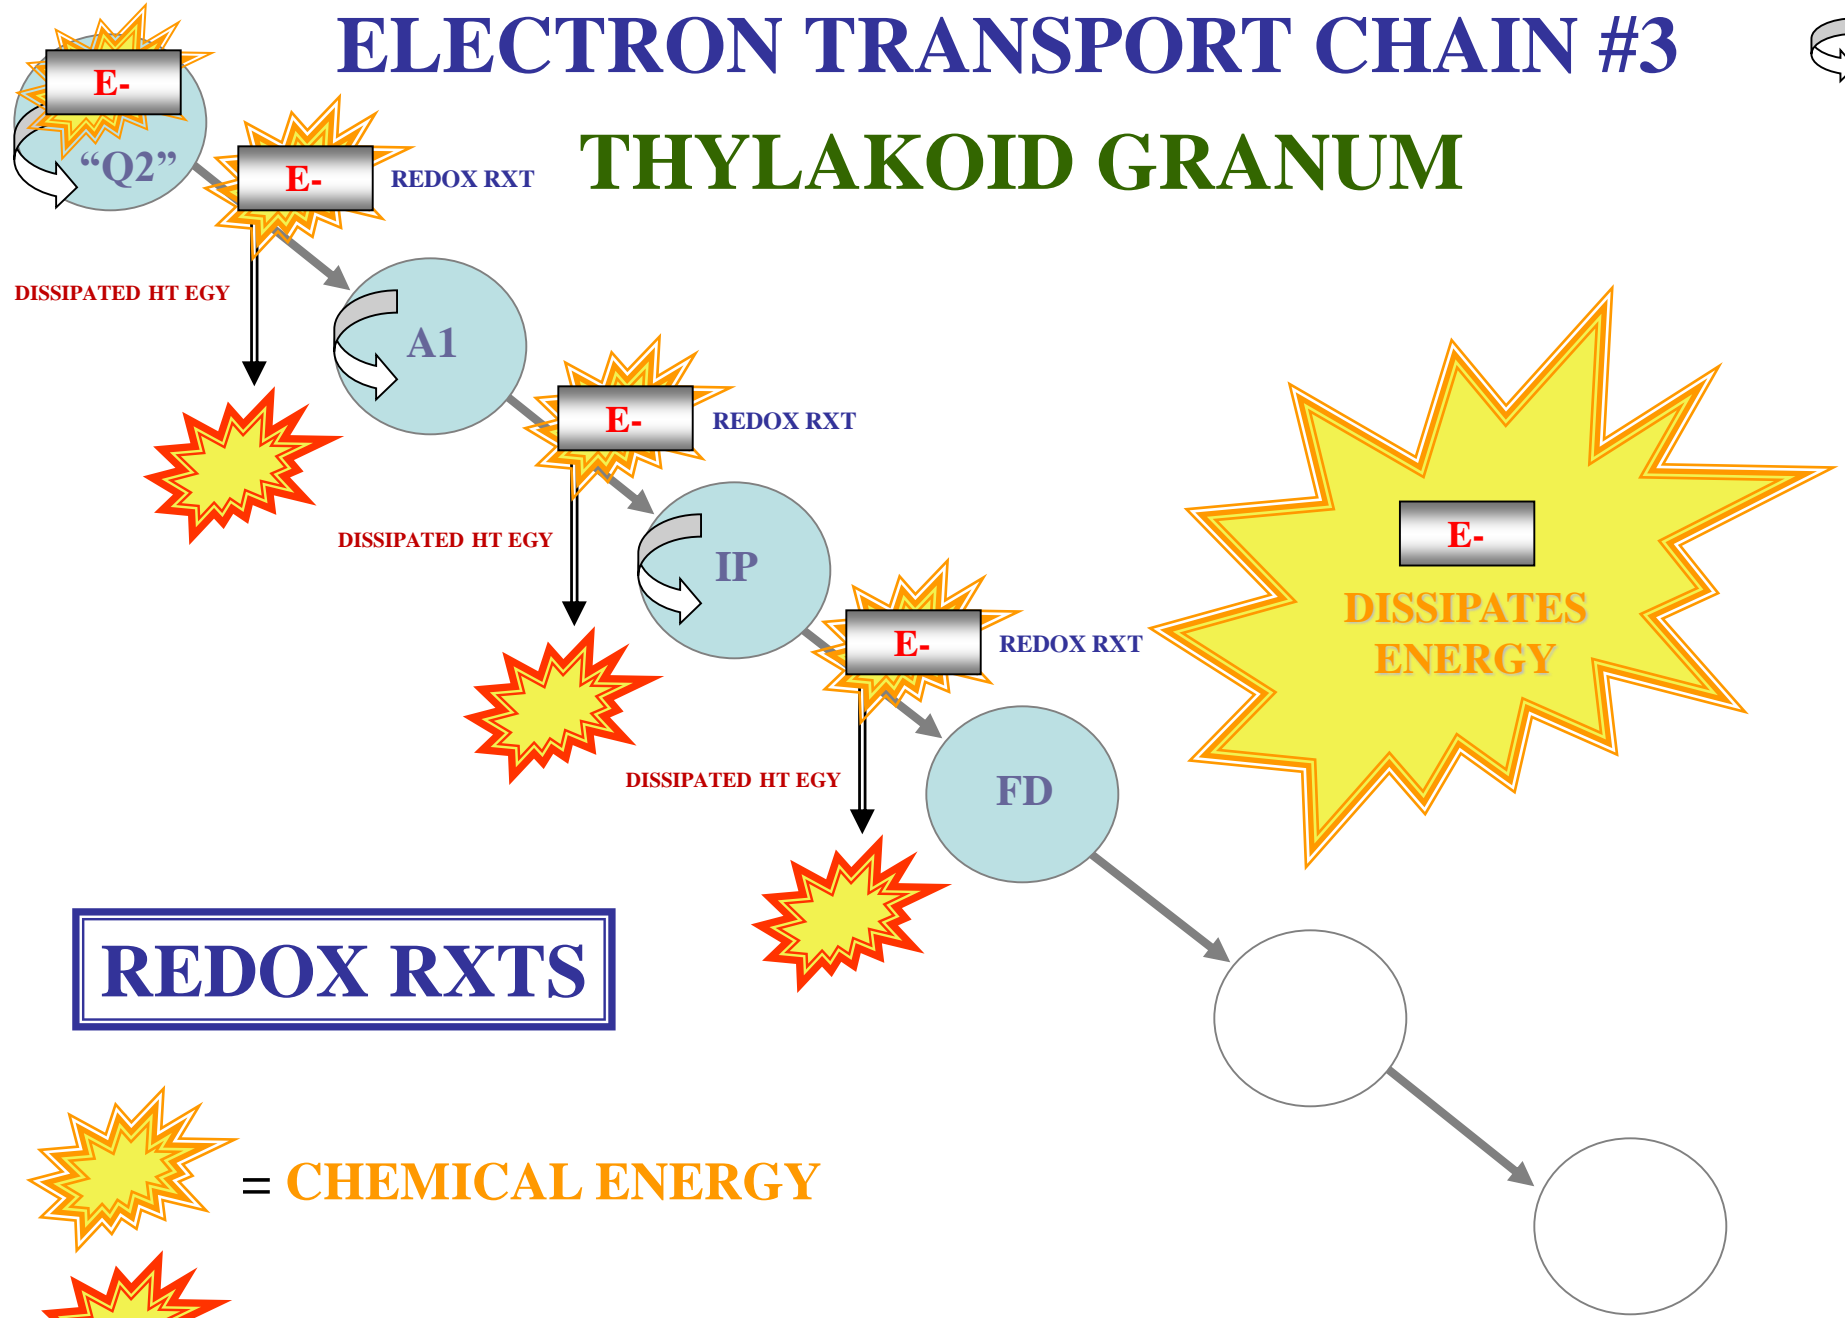 ELECTRON TRANSPORT CHAIN #3
THYLAKOID GRANUM
E-
“Q2”
E-
REDOX RXT
DISSIPATED HT EGY
A1
E-
REDOX RXT
DISSIPATED HT EGY
IP
E-
REDOX RXT
E-
DISSIPATES
ENERGY
DISSIPATED HT EGY
FD
REDOX RXTS
= CHEMICAL ENERGY